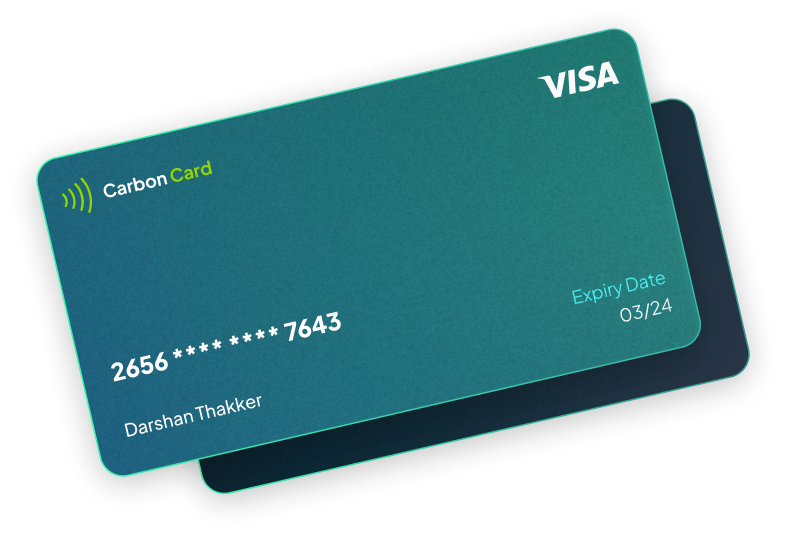 VISA
Carbon Card
2656 **** **** 7643
Expiry Date
03/24
Darshan Thakker